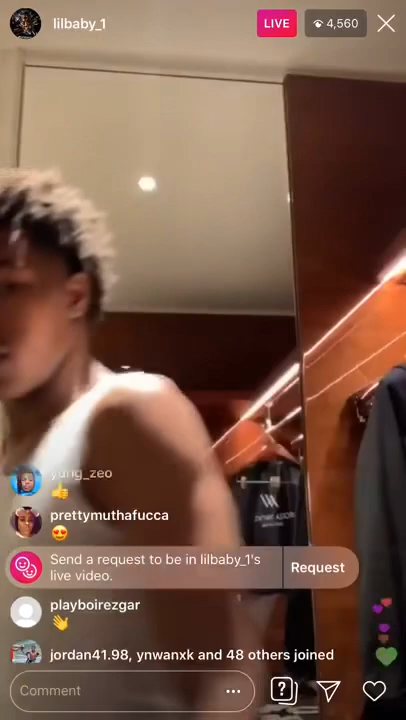 lilbaby_1
LIVE
4,560
yung_zeo
prettymuthafucca
Send a request to be in lilbaby_1's
live video.
Request
playboirezgar
jordan41.98, ynwanxk and 48 others joined
Comment